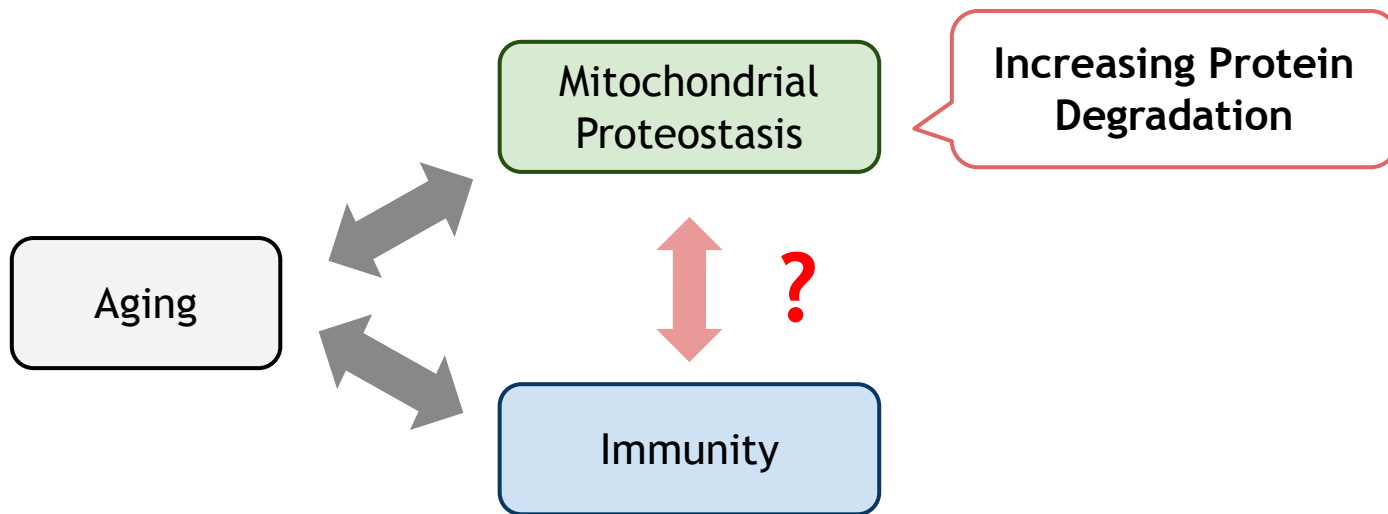 Mitochondrial
Proteostasis
Increasing Protein
Degradation
Aging
?
Immunity